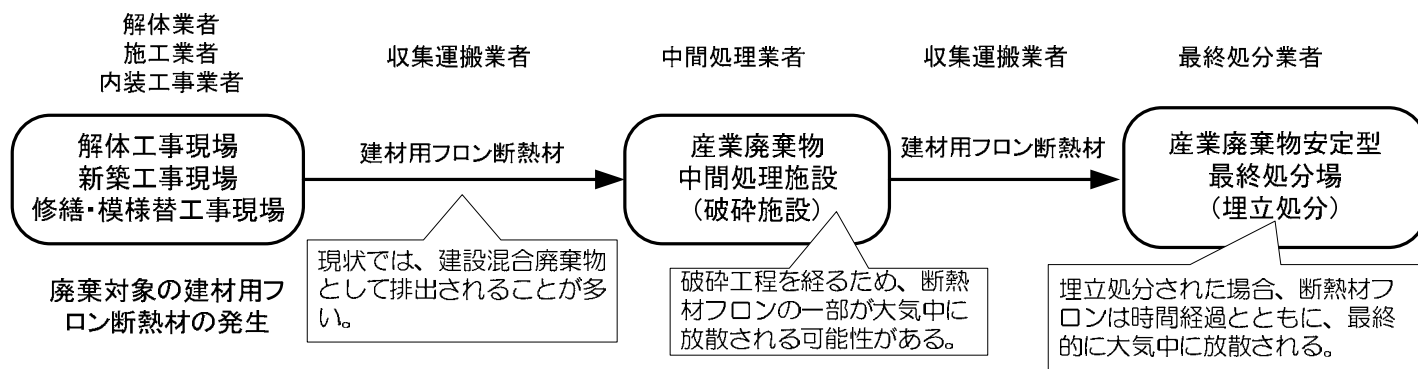 解体業者
施工業者
内装工事業者
収集運搬業者
中間処理業者
収集運搬業者
最終処分業者
解体工事現場
新築工事現場
修繕・模様替工事現場
建材用フロン断熱材
産業廃棄物
中間処理施設
(破砕施設)
建材用フロン断熱材
産業廃棄物安定型
最終処分場
(埋立処分)
廃棄対象の建材用フ
ロン断熱材の発生
現状では、建設混合廃棄物
として排出されることが多
い。
破砕工程を経るため、断熱
材フロンの一部が大気中に
放散される可能性がある。
埋立処分された場合、断熱材フ
ロンは時間経過とともに、最終
的に大気中に放散される。